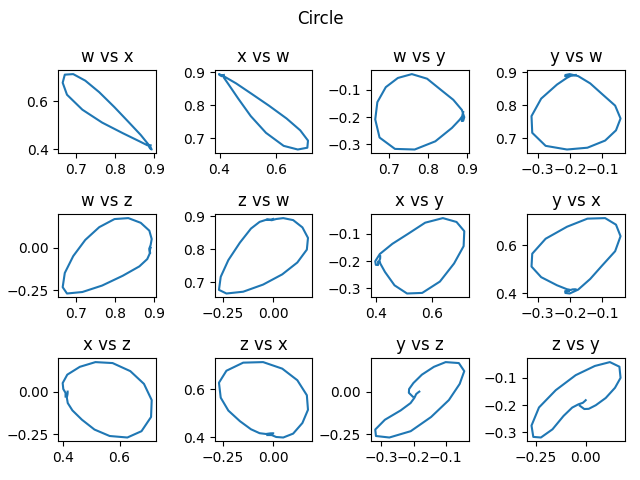 Circle
w vs x
x vs w
w vs y
y vs w
0.6
0.4
0.7 0.8 0.9
0.9
0.8
0.7
0.4 0.6
−0.1
−0.2
−0.3
0.7 0.8 0.9
0.9
0.8
0.7
−0.3 −0.2 −0.1
w vs z
z vs w
x vs y
y vs x
0.00
−0.25
0.7 0.8 0.9
0.9
0.8
0.7
−0.25 0.00
−0.1
−0.2
−0.3
0.4 0.6
0.6
0.4
−0.3 −0.2 −0.1
x vs z
z vs x
y vs z
z vs y
0.00
−0.25
0.4 0.6
0.6
0.4
−0.25 0.00
0.00
−0.25
−0.3 −0.2 −0.1
−0.1
−0.2
−0.3
−0.25 0.00